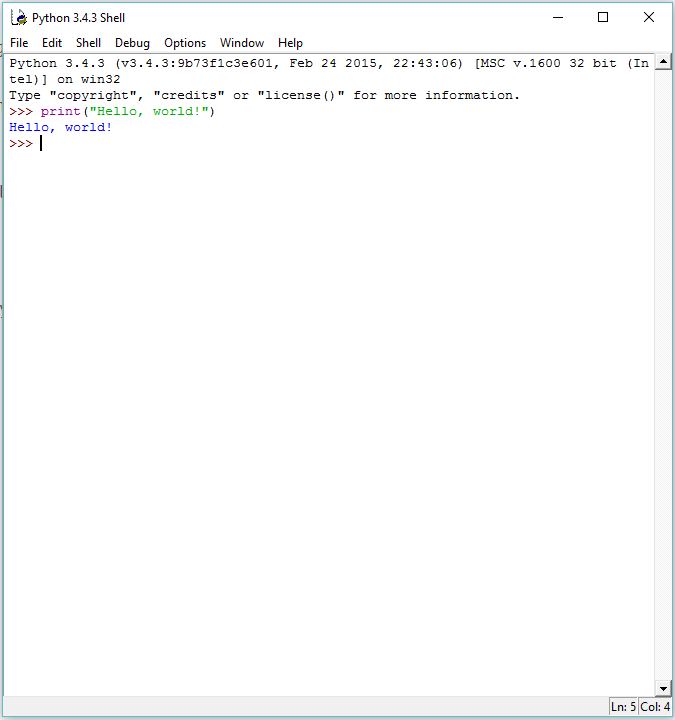 Python 3.4.3 Shell
File Edit Shell Debug Options Window Help
Python 3.4.3 (v3.4.3:9b73f1c3e601, Feb 24 2015, 22:43:06) [MSC v.1600 32 bit (In
tel)] on win32
Type "copyright", "credits" or "license()" for more information.
>>> print("Hello, world!")
Hello, world!
>>>
Ln: 5 Col: 4